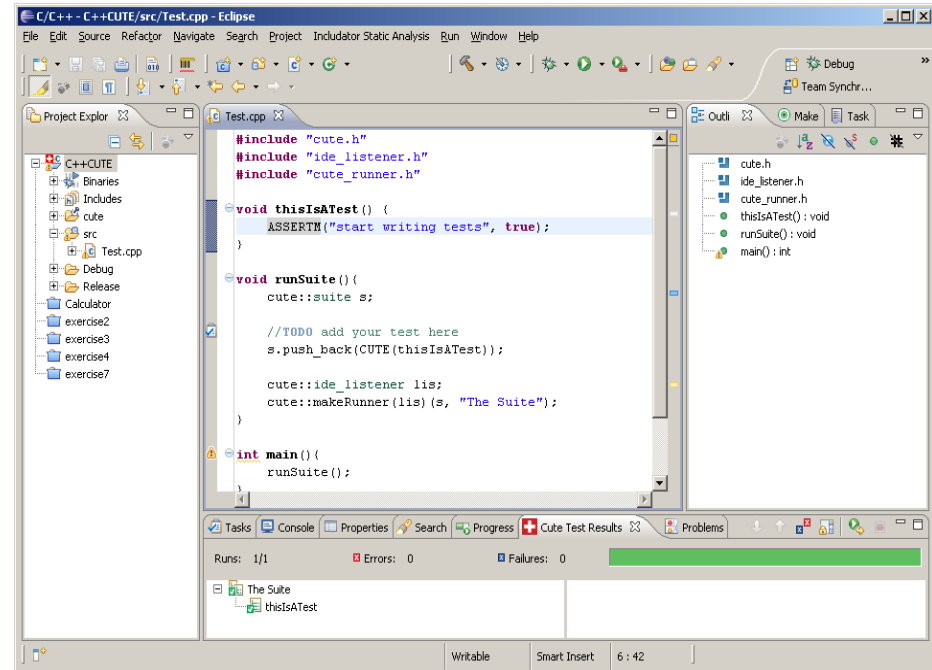 C/C++ - C++CUTE/src/Test.cpp - Eclipse
File Edit Source Refactor Navigate Search Project Includator Static Analysis Run Window Help
Debug
Team Synchr...
Project Explor
Test.cpp
Outli Make Task
C++CUTE
Binaries
Includes
cute
src
Test.cpp
Debug
Release
Calculator
exercise2
exercise3
exercise4
exercise7
#include "cute.h"
#include "ide_listener.h"
#include "cute_runner.h"
void thisIsATest() {
ASSERTM("start writing tests", true);
}
void runSuite(){
cute::suite s;
//TODO add your test here
s.push_back(CUTE(thisIsATest));
cute::ide_listener lis;
cute::makeRunner(lis)(s, "The Suite");
}
int main(){
runSuite();
}
cute.h
ide_listener.h
cute_runner.h
thisIsATest() : void
runSuite() : void
main() : int
Tasks Console Properties Search Progress Cute Test Results Problems
Runs: 1/1 Errors: 0 Failures: 0
The Suite
thisIsATest
Writable Smart Insert 6 : 42